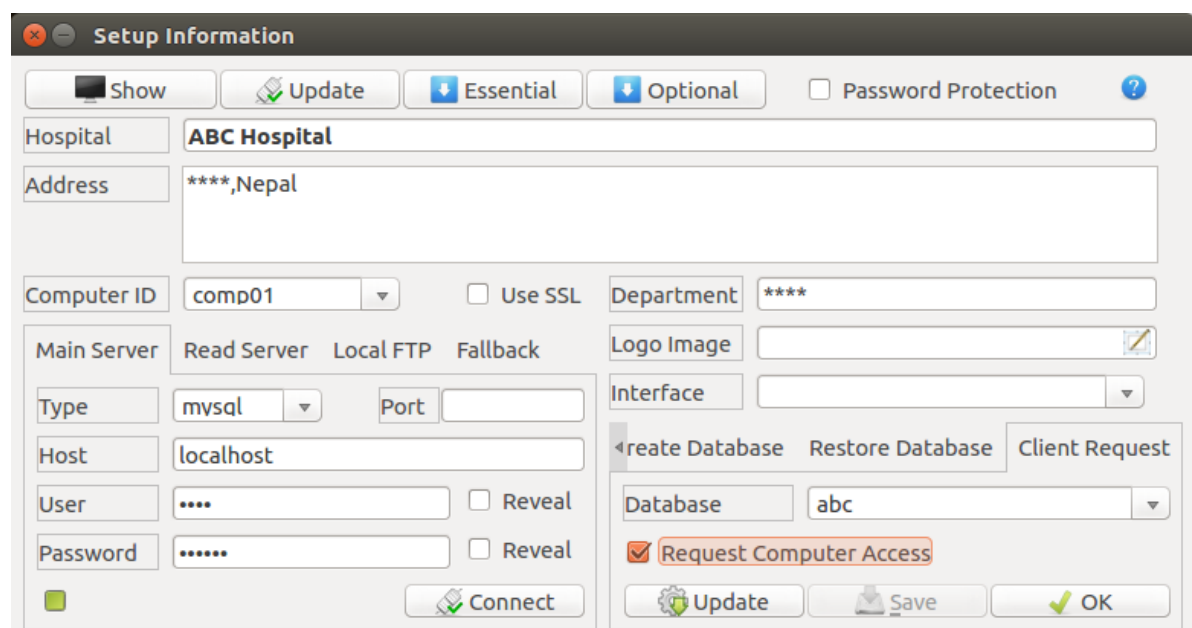 Setup Information
Show Update Essential Optional Password Protection ?
Hospital ABC Hospital
Address ****,Nepal
Computer ID comp01 Use SSL Department ****
Main Server Read Server Local FTP Fallback Logo Image
Type mysql Port Interface
reate Database Restore Database Client Request
Host localhost
User •••• Reveal Database abc
Password •••••• Reveal Request Computer Access
Connect Update Save OK